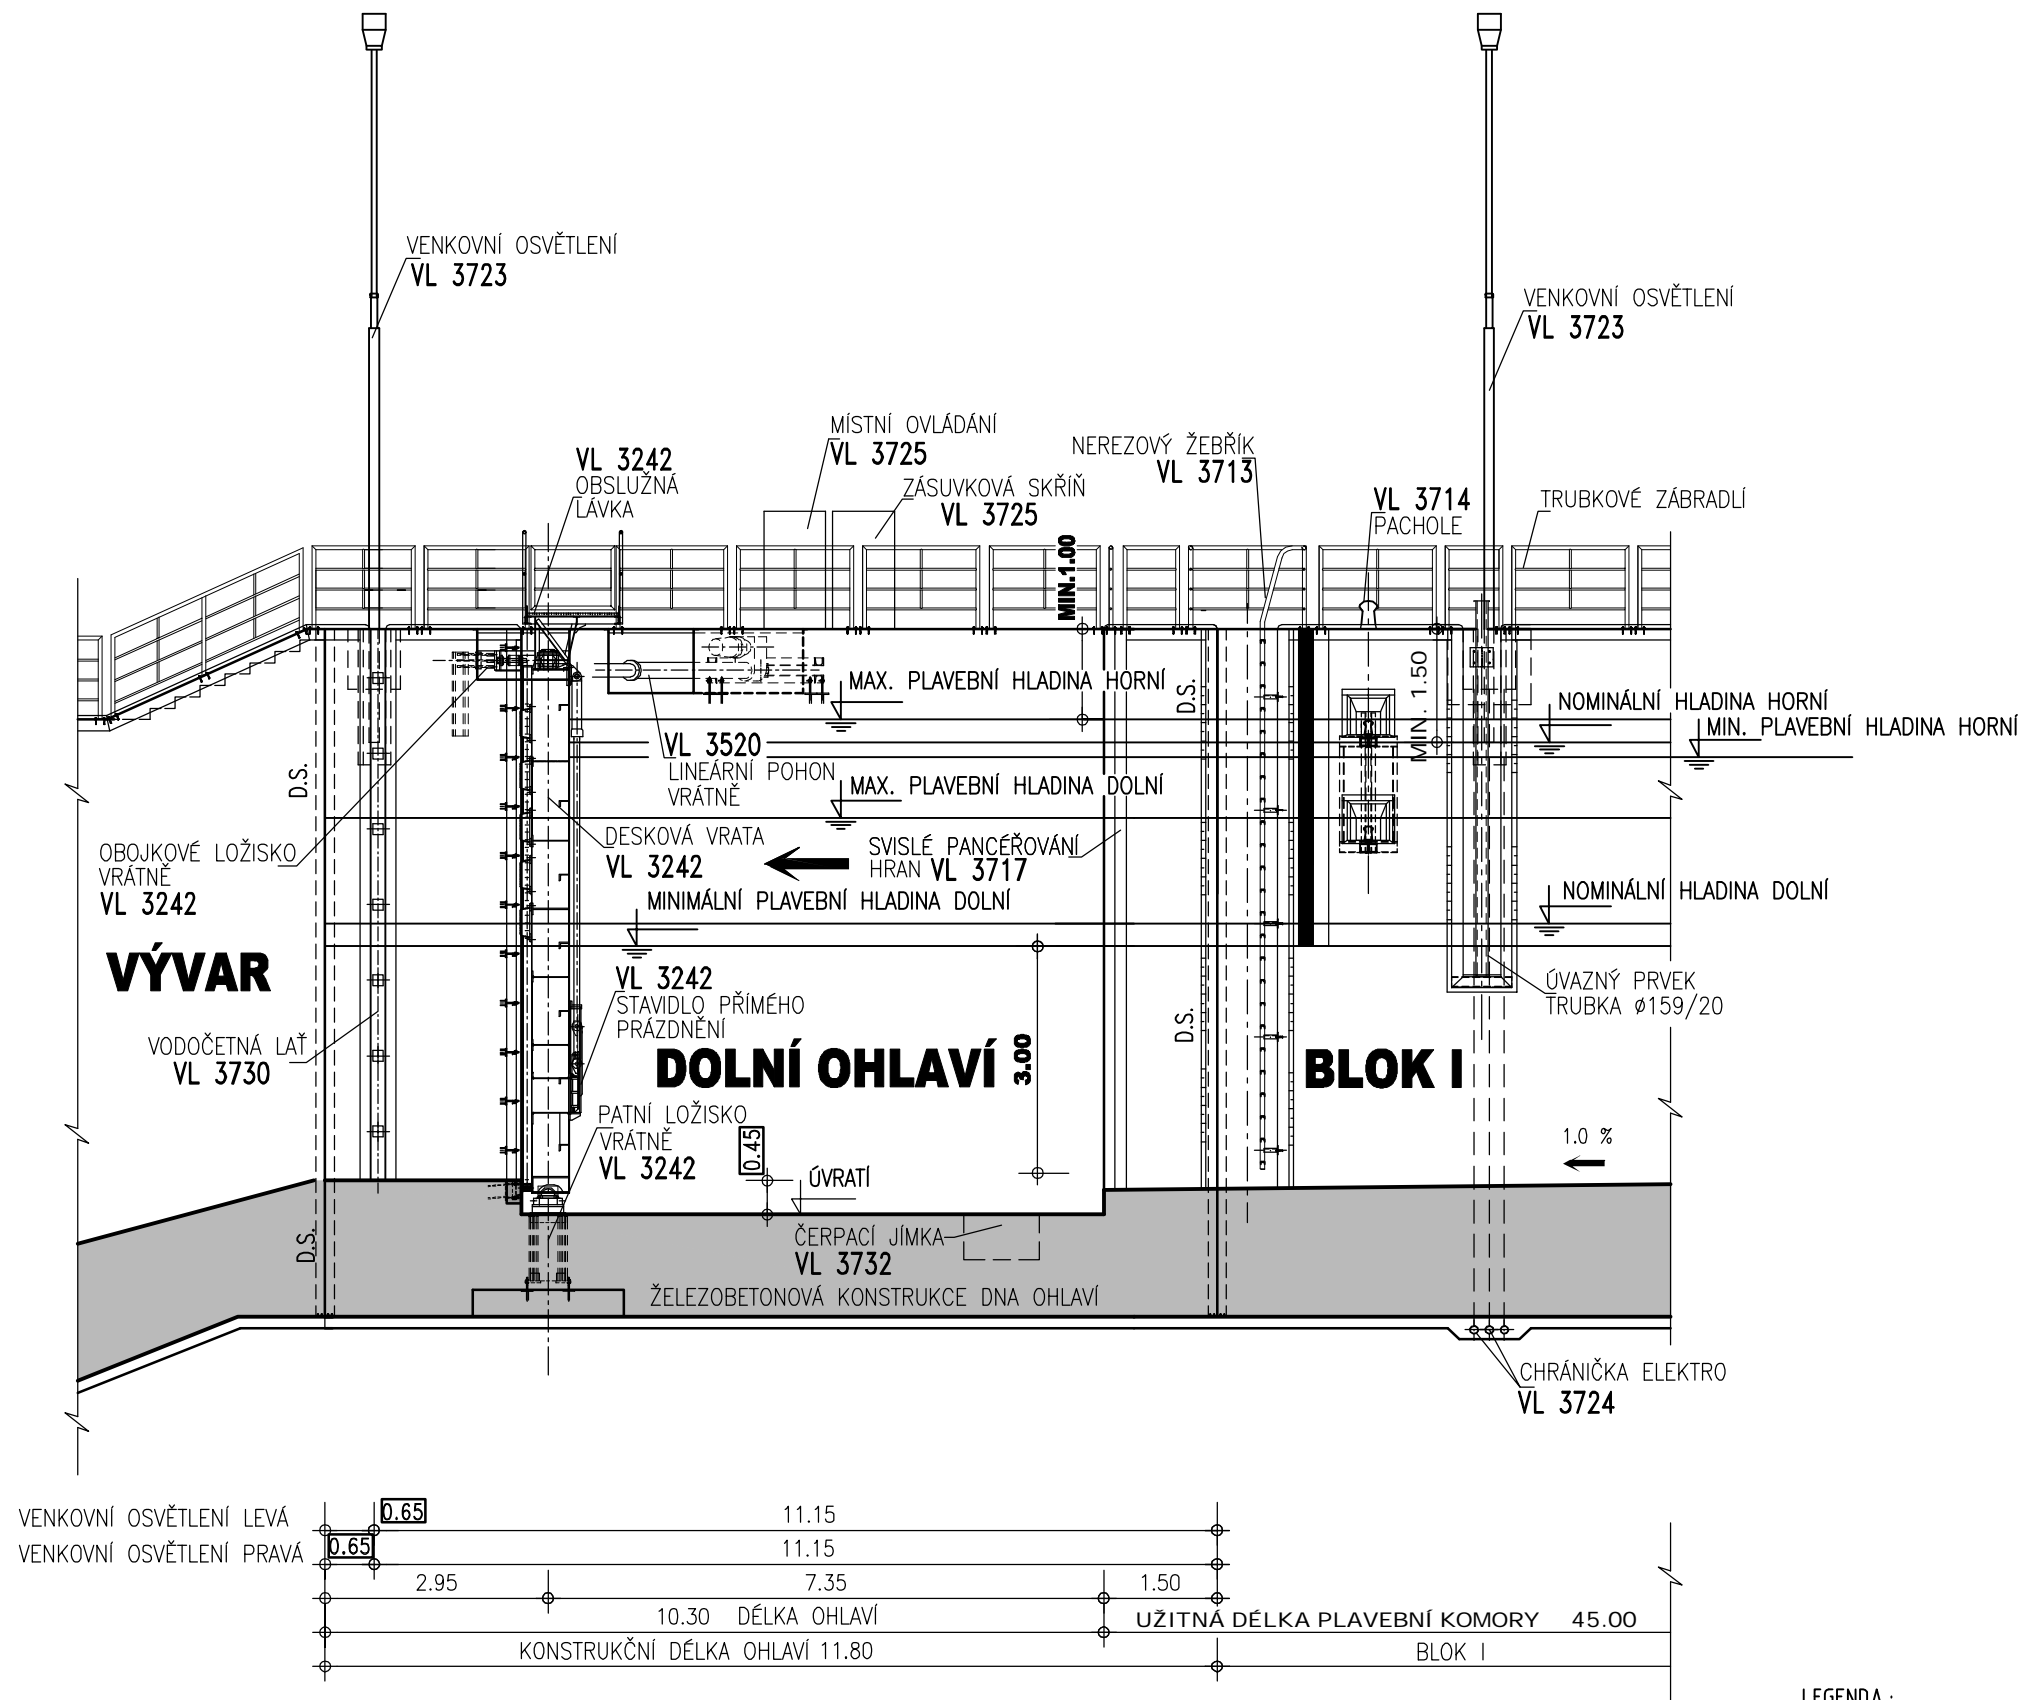 VENKOVNÍ OSVĚTLENÍ
VL 3723
VENKOVNÍ OSVĚTLENÍ
VL 3723
MÍSTNÍ OVLÁDÁNÍ
VL 3725
NEREZOVÝ ŽEBŘÍK
VL 3713
VL 3242
OBSLUŽNÁ
LÁVKA
ZÁSUVKOVÁ SKŘÍŇ
VL 3725
VL 3714
PACHOLE
TRUBKOVÉ ZÁBRADLÍ
MIN.1.00
MAX. PLAVEBNÍ HLADINA HORNÍ
D.S.
MIN. 1.50
NOMINÁLNÍ HLADINA HORNÍ
MIN. PLAVEBNÍ HLADINA HORNÍ
VL 3520
LINEÁRNÍ POHON
VRÁTNĚ
D.S.
MAX. PLAVEBNÍ HLADINA DOLNÍ
DESKOVÁ VRATA
VL 3242
SVISLÉ PANCÉŘOVÁNÍ
HRAN VL 3717
OBOJKOVÉ LOŽISKO
VRÁTNĚ
VL 3242
MINIMÁLNÍ PLAVEBNÍ HLADINA DOLNÍ
NOMINÁLNÍ HLADINA DOLNÍ
VÝVAR
VL 3242
STAVIDLO PŘÍMÉHO
PRÁZDNĚNÍ
ÚVAZNÝ PRVEK
TRUBKA ø159/20
D.S.
VODOČETNÁ LAŤ
VL 3730
DOLNÍ OHLAVÍ
3.00
BLOK I
PATNÍ LOŽISKO
VRÁTNĚ
VL 3242
0.45
1.0 %
ÚVRATÍ
D.S.
ČERPACÍ JÍMKA
VL 3732
ŽELEZOBETONOVÁ KONSTRUKCE DNA OHLAVÍ
CHRÁNIČKA ELEKTRO
VL 3724
VENKOVNÍ OSVĚTLENÍ LEVÁ 0.65 11.15
VENKOVNÍ OSVĚTLENÍ PRAVÁ 0.65 11.15
2.95 7.35 1.50
10.30 DÉLKA OHLAVÍ UŽITNÁ DÉLKA PLAVEBNÍ KOMORY 45.00
KONSTRUKČNÍ DÉLKA OHLAVÍ 11.80 BLOK I
LEGENDA :